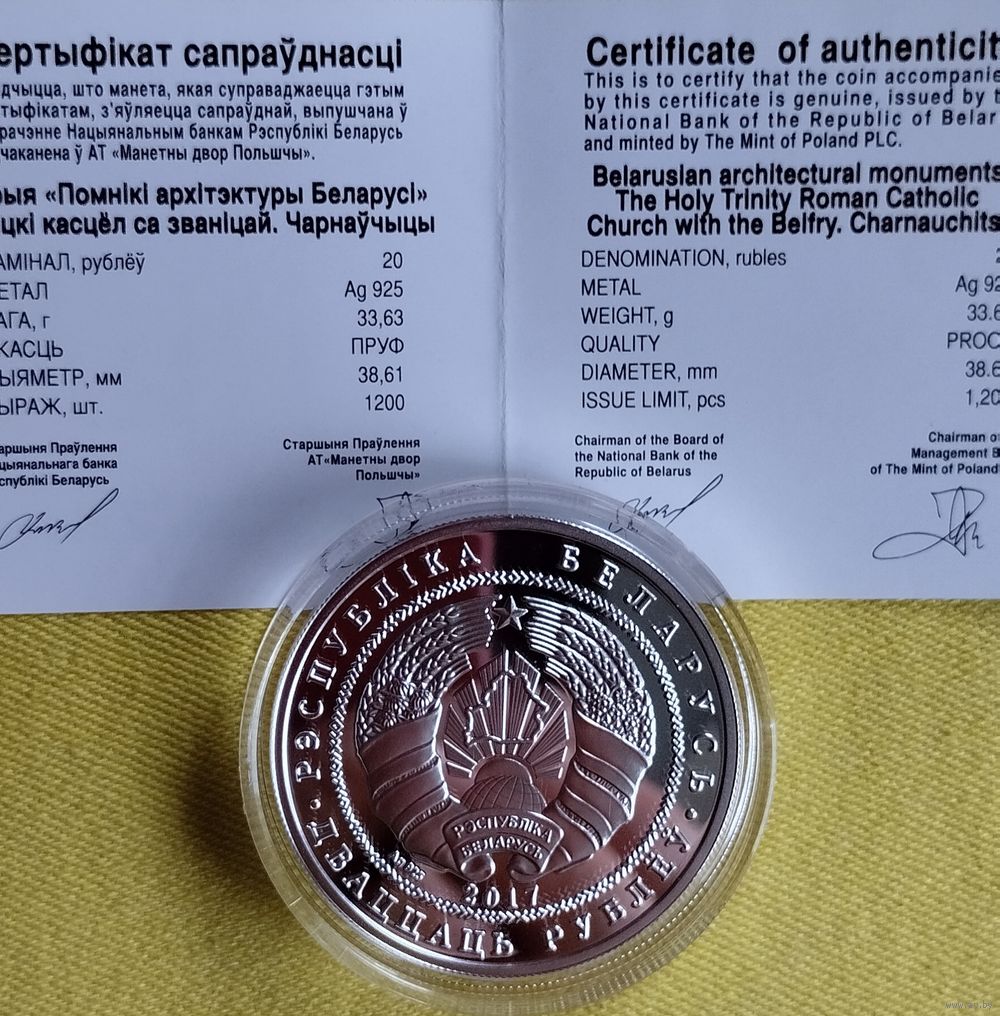 ертыфікат сапраўднасці
дчыцца, што манета, якая суправаджаецца гэтым
тыфікатам, з'яўляецца сапраўднай, выпушчана ў
рачэнне Нацыянальным банкам Рэспублікі Беларусь
чаканена ў АТ «Манетны двор Польшчы».
рыя «Помнікі архітэктуры Беларусі»
цкі касцёл са званіцай. Чарнаўчыцы
АМІНАЛ, рублёў 20
ЕТАЛ Ag 925
АГА, г 33,63
КАСЦЬ ПРУФ
ЫЯМЕТР, мм 38,61
ЫРАЖ, шт. 1200
аршыня Праўлення
цыянальнага банка
спублікі Беларусь
Старшыня Праўлення
АТ«Манетны двор
Польшчы»
Certificate of authenticit
This is to certify that the coin accompanie
by this certificate is genuine, issued by t
National Bank of the Republic of Belar
and minted by The Mint of Poland PLC.
Belarusian architectural monuments
The Holy Trinity Roman Catholic
Church with the Belfry. Charnauchits
DENOMINATION, rubles 2
METAL Ag 92
WEIGHT, g 33.6
QUALITY PROO
DIAMETER, mm 38.6
ISSUE LIMIT, pcs 1,20
Chairman of the Board of
the National Bank of the
Republic of Belarus
Chairman o
Management B
of The Mint of Poland
РЭСПУБЛІКА БЕЛАРУСЬ
РЭСПУБЛІКА
БЕЛАРУСЬ
2017
ДВАЦЦАЦЬ РУБЛЁЎ